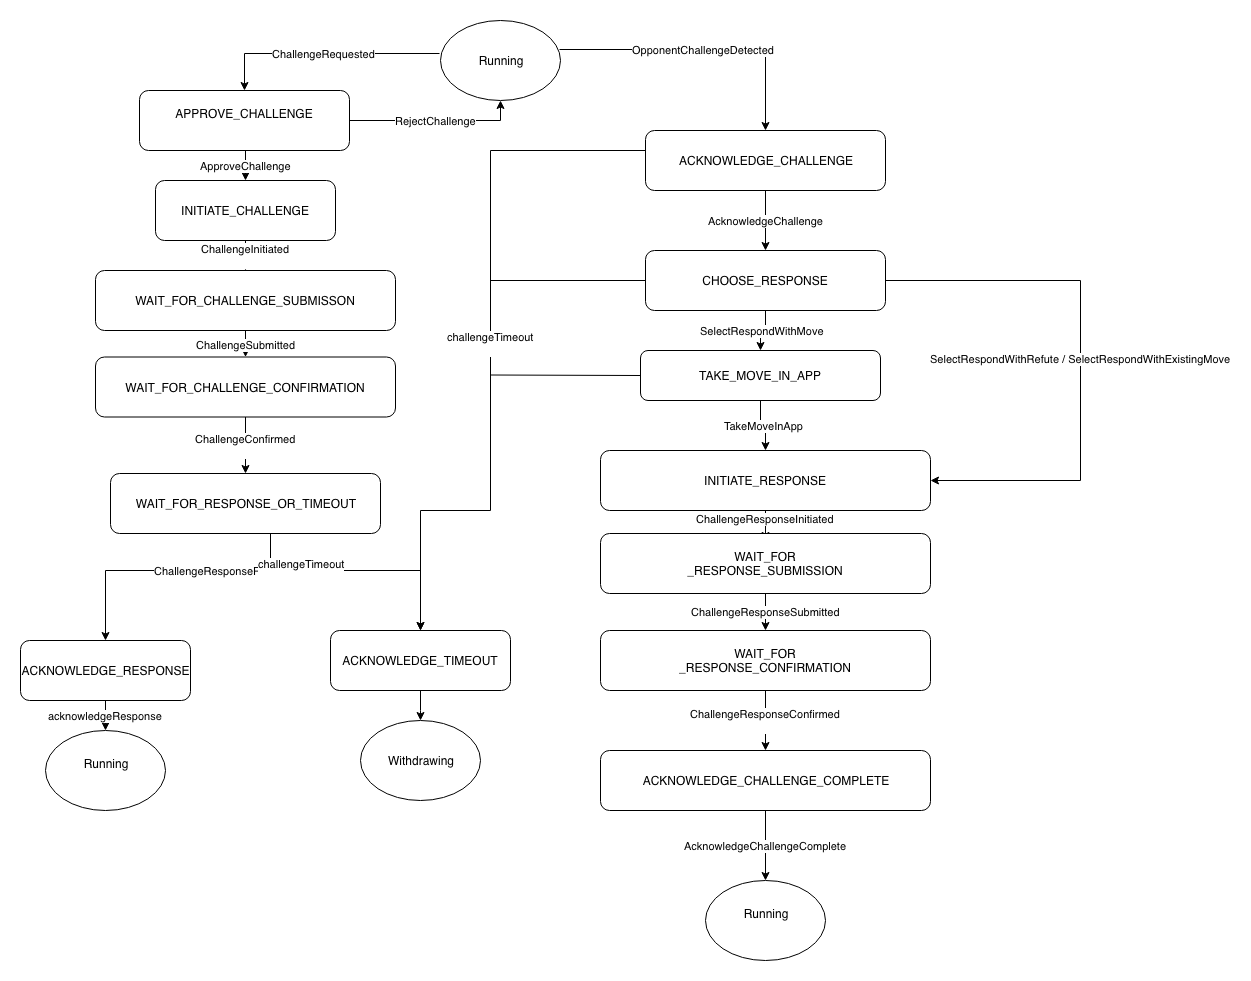 Running
ChallengeRequested
OpponentChallengeDetected
APPROVE_CHALLENGE
RejectChallenge
ApproveChallenge
INITIATE_CHALLENGE
ChallengeInitiated
WAIT_FOR_CHALLENGE_SUBMISSON
ChallengeSubmitted
WAIT_FOR_CHALLENGE_CONFIRMATION
ChallengeConfirmed
WAIT_FOR_RESPONSE_OR_TIMEOUT
challengeTimeout
ACKNOWLEDGE_RESPONSE
acknowledgeResponse
Running
ACKNOWLEDGE_TIMEOUT
Withdrawing
challengeTimeout
ACKNOWLEDGE_CHALLENGE
AcknowledgeChallenge
CHOOSE_RESPONSE
SelectRespondWithMove
SelectRespondWithRefute / SelectRespondWithExistingMove
TAKE_MOVE_IN_APP
TakeMoveInApp
INITIATE_RESPONSE
ChallengeResponseInitiated
WAIT_FOR
_RESPONSE_SUBMISSION
ChallengeResponseSubmitted
WAIT_FOR
_RESPONSE_CONFIRMATION
ChallengeResponseConfirmed
ACKNOWLEDGE_CHALLENGE_COMPLETE
AcknowledgeChallengeComplete
Running